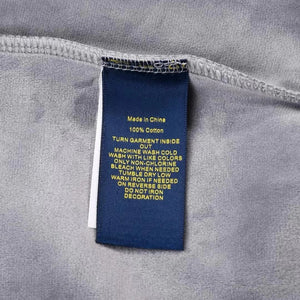 Made in China
100% Cotton
TURN GARMENT INSIDE
OUT
MACHINE WASH COLD
WASH WITH LIKE COLORS
ONLY NON-CHLORINE
BLEACH WHEN NEEDED
TUMBLE DRY LOW
WARM IRON IF NEEDED
ON REVERSE SIDE
DO NOT IRON
DECORATION